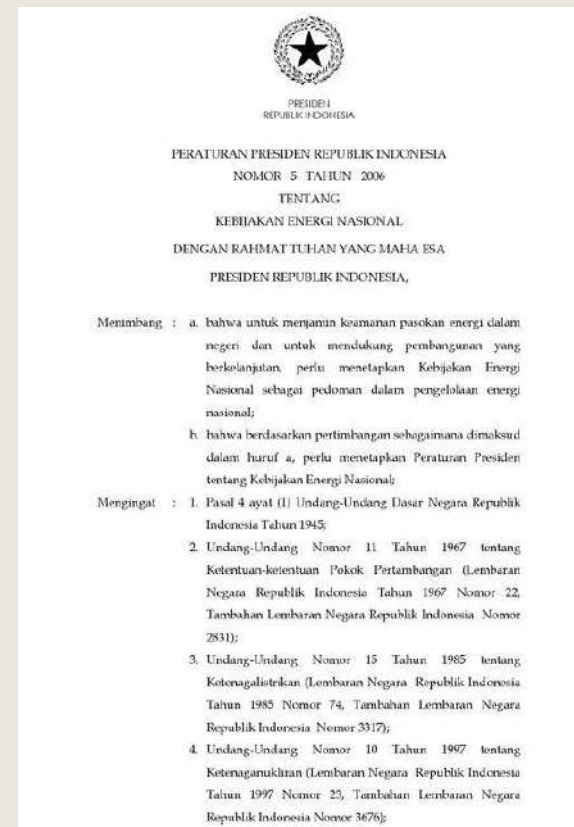 PRESIDEN
REPUBLIK INDONESIA
PERATURAN PRESIDEN REPUBLIK INDONESIA
NOMOR 5 TAHUN 2006
TENTANG
KEBIJAKAN ENERGI NASIONAL
DENGAN RAHMAT TUHAN YANG MAHA ESA
PRESIDEN REPUBLIK INDONESIA,
Menimbang : a. bahwa untuk menjamin keamanan pasokan energi dalam
negeri dan untuk mendukung pembangunan yang
berkelanjutan, perlu menetapkan Kebijakan Energi
Nasional sebagai pedoman dalam pengelolaan energi
nasional;
b. bahwa berdasarkan pertimbangan sebagaimana dimaksud
dalam huruf a, perlu menetapkan Peraturan Presiden
tentang Kebijakan Energi Nasional;
Mengingat : 1. Pasal 4 ayat (1) Undang-Undang Dasar Negara Republik
Indonesia Tahun 1945;
2. Undang-Undang Nomor 11 Tahun 1967 tentang
Ketentuan-ketentuan Pokok Pertambangan (Lembaran
Negara Republik Indonesia Tahun 1967 Nomor 22,
Tambahan Lembaran Negara Republik Indonesia Nomor
2831);
3. Undang-Undang Nomor 15 Tahun 1985 tentang
Ketenagalistrikan (Lembaran Negara Republik Indonesia
Tahun 1985 Nomor 74, Tambahan Lembaran Negara
Republik Indonesia Nomor 3317);
4. Undang-Undang Nomor 10 Tahun 1997 tentang
Ketenaganukliran (Lembaran Negara Republik Indonesia
Tahun 1997 Nomor 23, Tambahan Lembaran Negara
Republik Indonesia Nomor 3676);